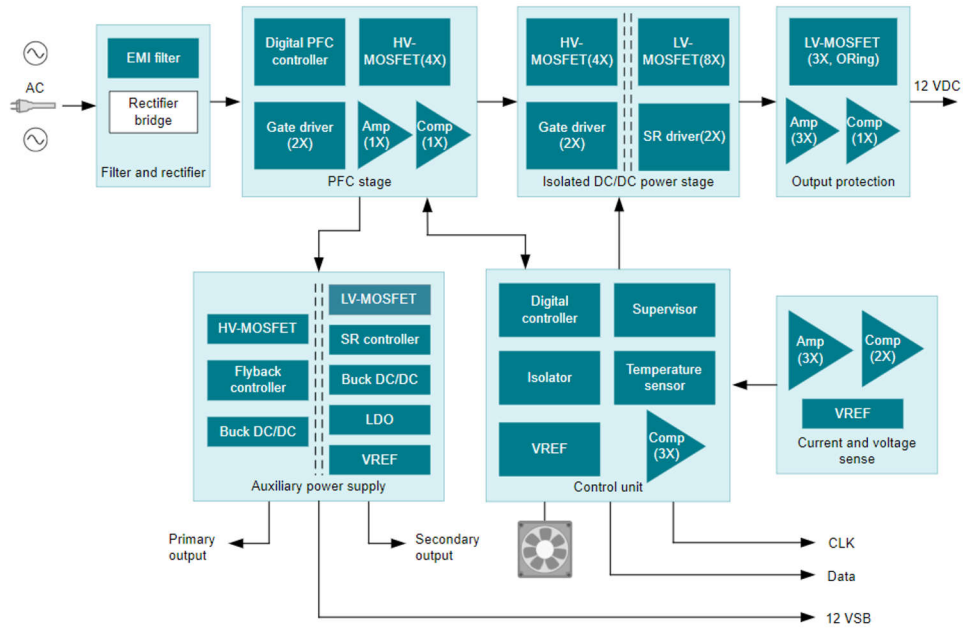 AC
EMI filter
Rectifier
bridge
Filter and rectifier
Digital PFC
controller
HV-
MOSFET(4X)
Gate driver
(2X)
Amp
(1X)
Comp
(1X)
PFC stage
HV-
MOSFET(4X)
LV-
MOSFET(8X)
Gate driver
(2X)
SR driver(2X)
Isolated DC/DC power stage
LV-MOSFET
(3X, ORing)
Amp
(3X)
Comp
(1X)
Output protection
12 VDC
HV-MOSFET
Flyback
controller
Buck DC/DC
LV-MOSFET
SR controller
Buck DC/DC
LDO
VREF
Auxiliary power supply
Digital
controller
Supervisor
Isolator
Temperature
sensor
VREF
Comp
(3X)
Control unit
Amp
(3X)
Comp
(2X)
VREF
Current and voltage
sense
Primary
output
Secondary
output
CLK
Data
12 VSB